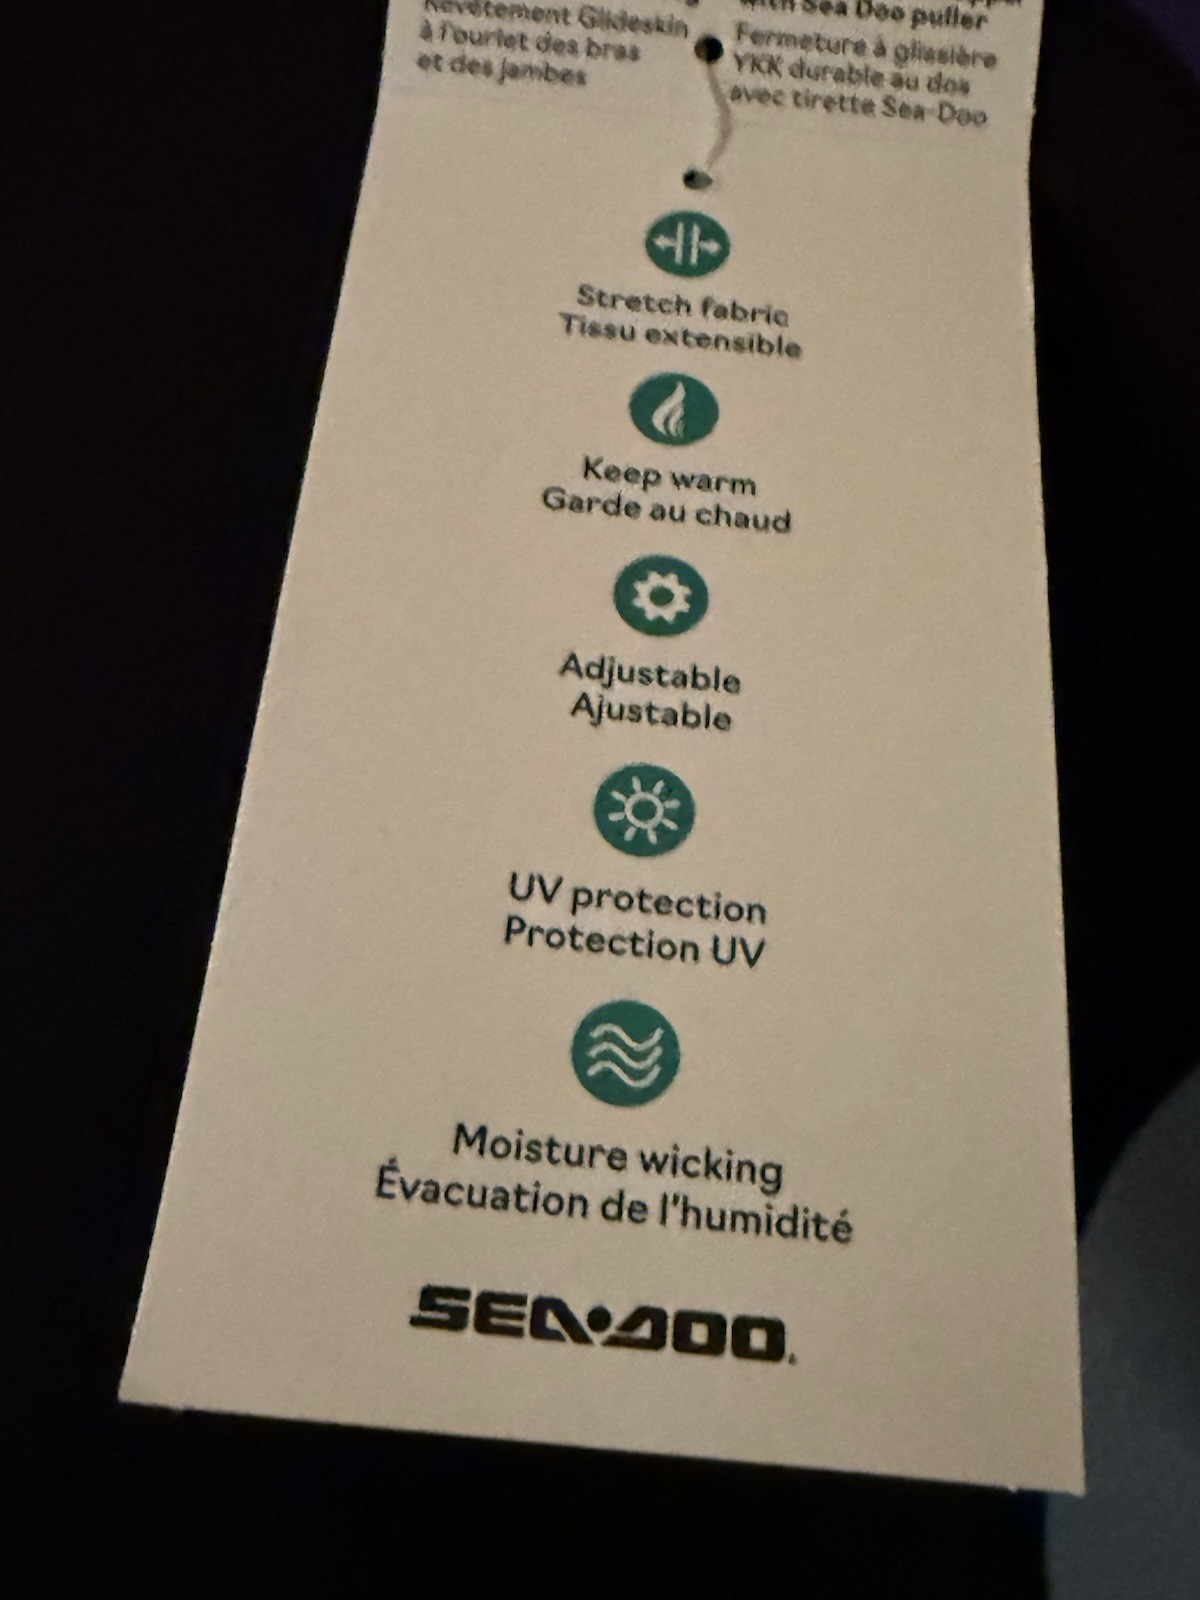 Revêtement Glideskin
à l'ourlet des bras
et des jambes
with Sea Doo puller
Fermeture à glissière
YKK durable au dos
avec tirette Sea-Doo
Stretch fabric
Tissu extensible
Keep warm
Garde au chaud
Adjustable
Ajustable
UV protection
Protection UV
Moisture wicking
Évacuation de l'humidité
SEA-DOO